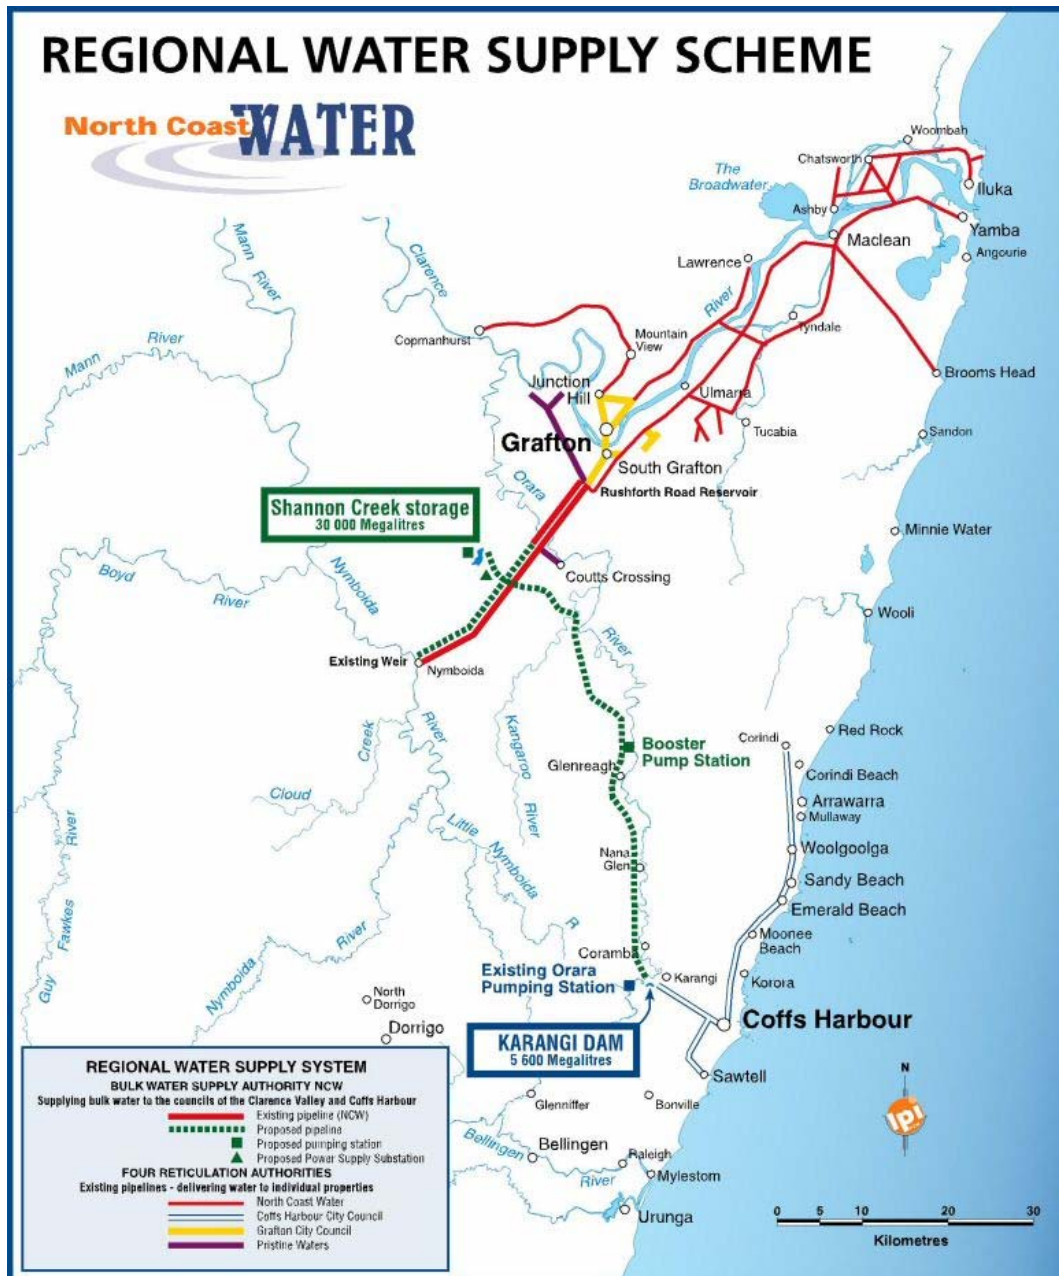 REGIONAL WATER SUPPLY SCHEME
North Coast WATER
Woombah
Chatsworth
The
Broadwater
Iluka
Ashby
Yamba
Maclean
Angourie
Mann
River
Clarence
Lawrence
River
Tyndale
Copmanhurst
Mountain
View
Mann
River
Brooms Head
Junction
Hill
Ulmarra
Tucabia
Sandon
Grafton
South Grafton
Orara
Rushforth Road Reservoir
Shannon Creek storage
30 000 Megalitres
Minnie Water
Coutts Crossing
Boyd
River
Nymboida
Wooli
River
Existing Weir
Nymboida
River
Kangaroo
River
Creek
Cloud
Booster
Pump Station
Glenreagh
Corindi
Red Rock
Corindi Beach
Arrawarra
Mullaway
Little
Nymboida
R
Woolgoolga
Nana
Glen
Sandy Beach
Emerald Beach
Guy
Fawkes
River
Nymboida
River
Moonee
Beach
Coramba
Existing Orara
Pumping Station
Karangi
Korora
North
Dorrigo
Dorrigo
Coffs Harbour
KARANGI DAM
5 600 Megalitres
Sawtell
Glenniffer
Bonville
Bellingen
Bellingen
River
Raleigh
Mylestom
Urunga
REGIONAL WATER SUPPLY SYSTEM
BULK WATER SUPPLY AUTHORITY NCW
Supplying bulk water to the councils of the Clarence Valley and Coffs Harbour
Existing pipeline (NCW)
Proposed pipeline
Proposed pumping station
Proposed Power Supply Substation
FOUR RETICULATION AUTHORITIES
Existing pipelines - delivering water to individual properties
North Coast Water
Coffs Harbour City Council
Grafton City Council
Pristine Waters
N
lpi
0 5 10 20 30
Kilometres